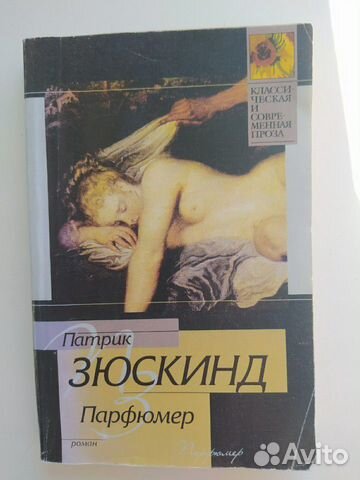 КЛАССИ-
ЧЕСКАЯ И
СОВРЕ-
МЕННАЯ
ПРОЗА
Патрик
ЗЮСКИНД
Парфюмер
роман
Парфюмер
Avito